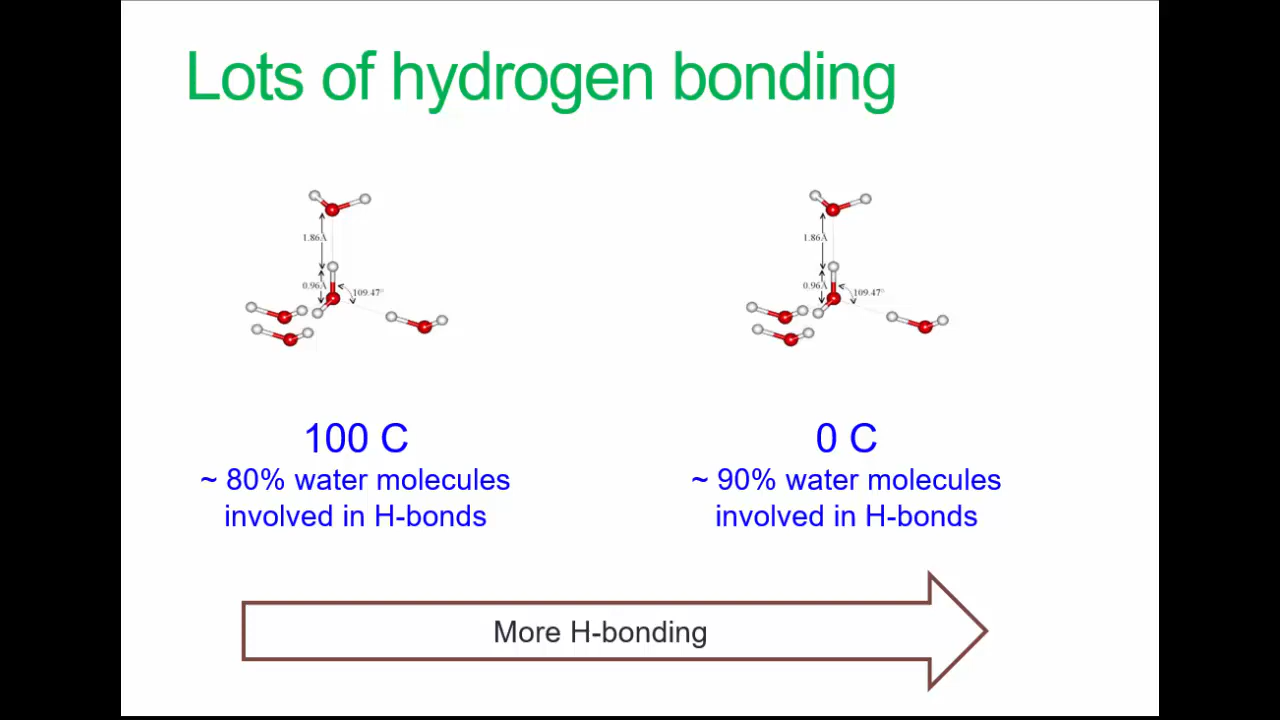 Lots of hydrogen bonding
1.86Å
0.96Å
109.47°
1.86Å
0.96Å
109.47°
100 C
~ 80% water molecules
involved in H-bonds
0 C
~ 90% water molecules
involved in H-bonds
More H-bonding